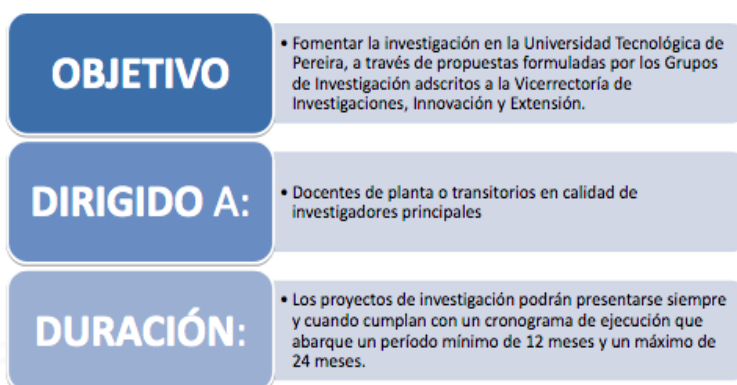 OBJETIVO
• Fomentar la investigación en la Universidad Tecnológica de
Pereira, a través de propuestas formuladas por los Grupos
de Investigación adscritos a la Vicerrectoría de
Investigaciones, Innovación y Extensión.
DIRIGIDO A:
• Docentes de planta o transitorios en calidad de
investigadores principales
DURACIÓN:
• Los proyectos de investigación podrán presentarse siempre
y cuando cumplan con un cronograma de ejecución que
abarque un período mínimo de 12 meses y un máximo de
24 meses.